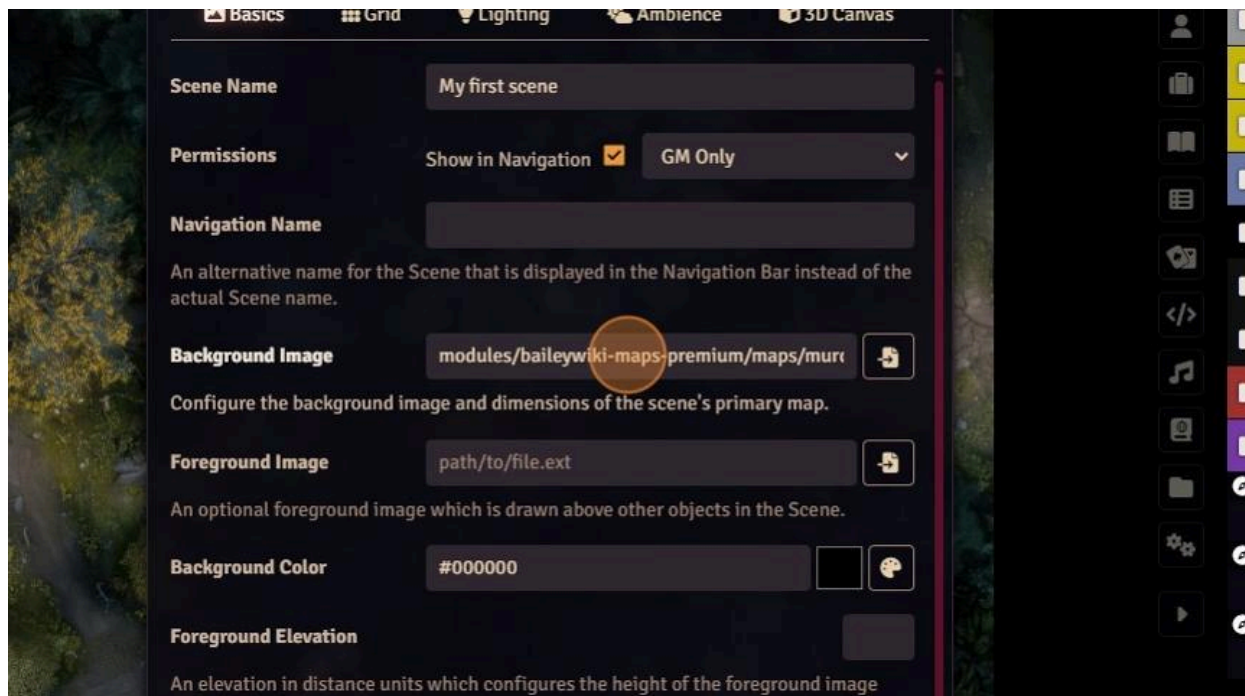 Basics Grid Lighting Ambience 3D Canvas
Scene Name My first scene
Permissions Show in Navigation GM Only
Navigation Name
An alternative name for the Scene that is displayed in the Navigation Bar instead of the
actual Scene name.
Background Image modules/baileywiki-maps-premium/maps/murc
Configure the background image and dimensions of the scene's primary map.
Foreground Image path/to/file.ext
An optional foreground image which is drawn above other objects in the Scene.
Background Color #000000
Foreground Elevation
An elevation in distance units which configures the height of the foreground image